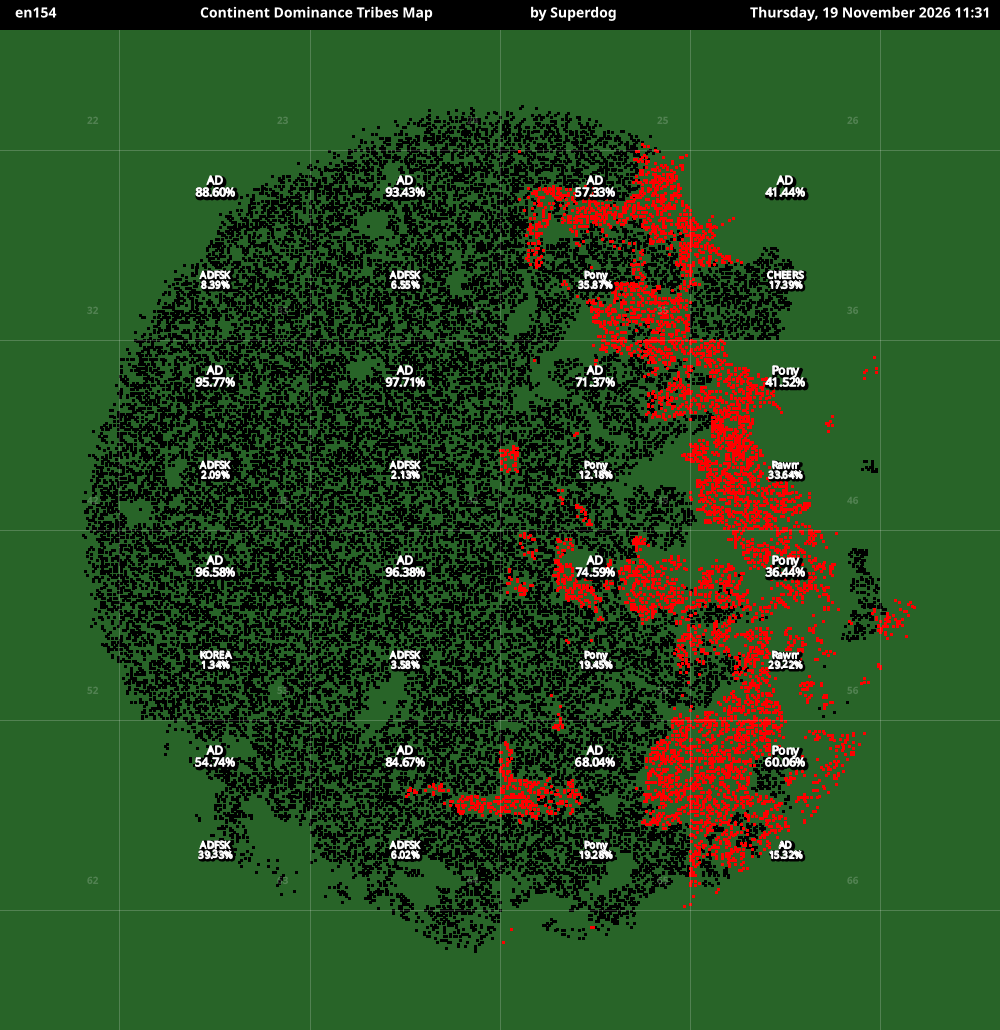 en154 Continent Dominance Tribes Map by Superdog Thursday, 19 November 2026 11:31
22 23 25 26
AD AD AD AD
88.60% 93.43% 57.33% 41.44%
ADFSK ADFSK Pony CHEERS
8.39% 6.55% 35.87% 17.39%
32 35 36
AD AD AD Pony
95.77% 97.71% 71.37% 41.52%
ADFSK ADFSK Pony Rawrr
2.09% 2.13% 12.18% 33.64%
46
AD AD AD Pony
96.58% 96.38% 74.59% 36.44%
KOREA ADFSK Pony Rawrr
1.34% 3.58% 19.45% 29.22%
52 56
AD AD AD Pony
54.74% 84.67% 68.04% 60.06%
ADFSK ADFSK Pony AD
39.33% 6.02% 19.28% 15.32%
62 66